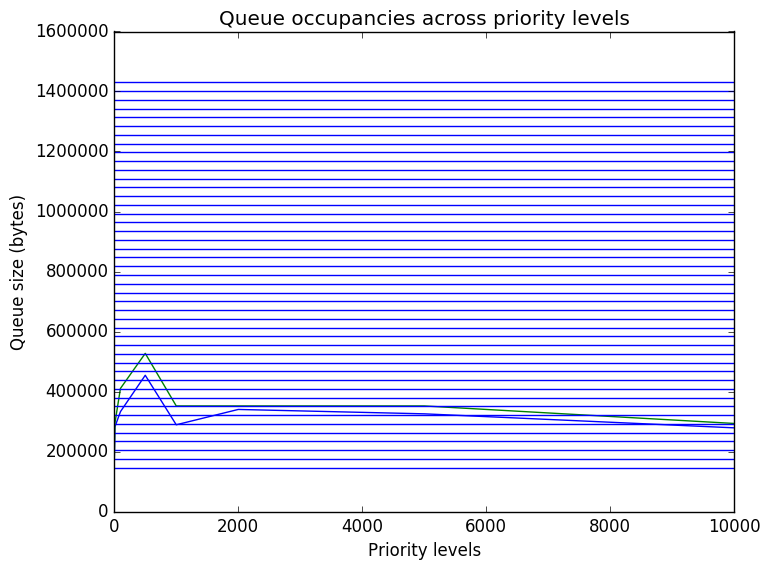 Queue occupancies across priority levels
1600000
1400000
1200000
1000000
800000
600000
400000
200000
0
Queue size (bytes)
0 2000 4000 6000 8000 10000
Priority levels